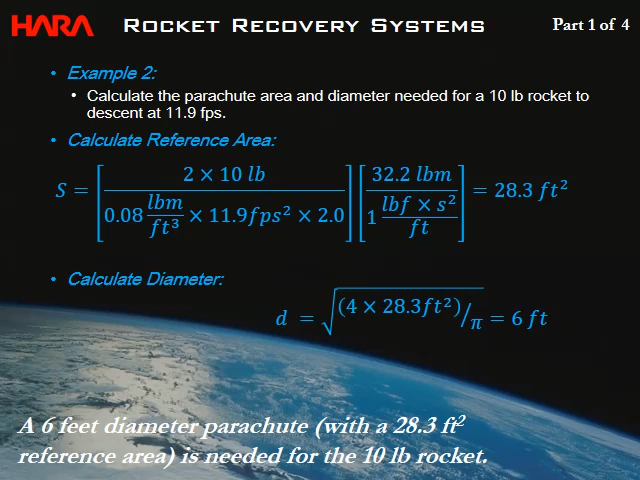 HARA Rocket Recovery Systems Part 1 of 4
• Example 2:
• Calculate the parachute area and diameter needed for a 10 lb rocket to
descent at 11.9 fps.
• Calculate Reference Area:
S = [2 × 10 lb / (0.08 lbm/ft³ × 11.9fps² × 2.0)] [32.2 lbm / (1 lbf × s²/ft)] = 28.3 ft²
• Calculate Diameter:
d = √((4 × 28.3ft²)/π) = 6 ft
A 6 feet diameter parachute (with a 28.3 ft²
reference area) is needed for the 10 lb rocket.